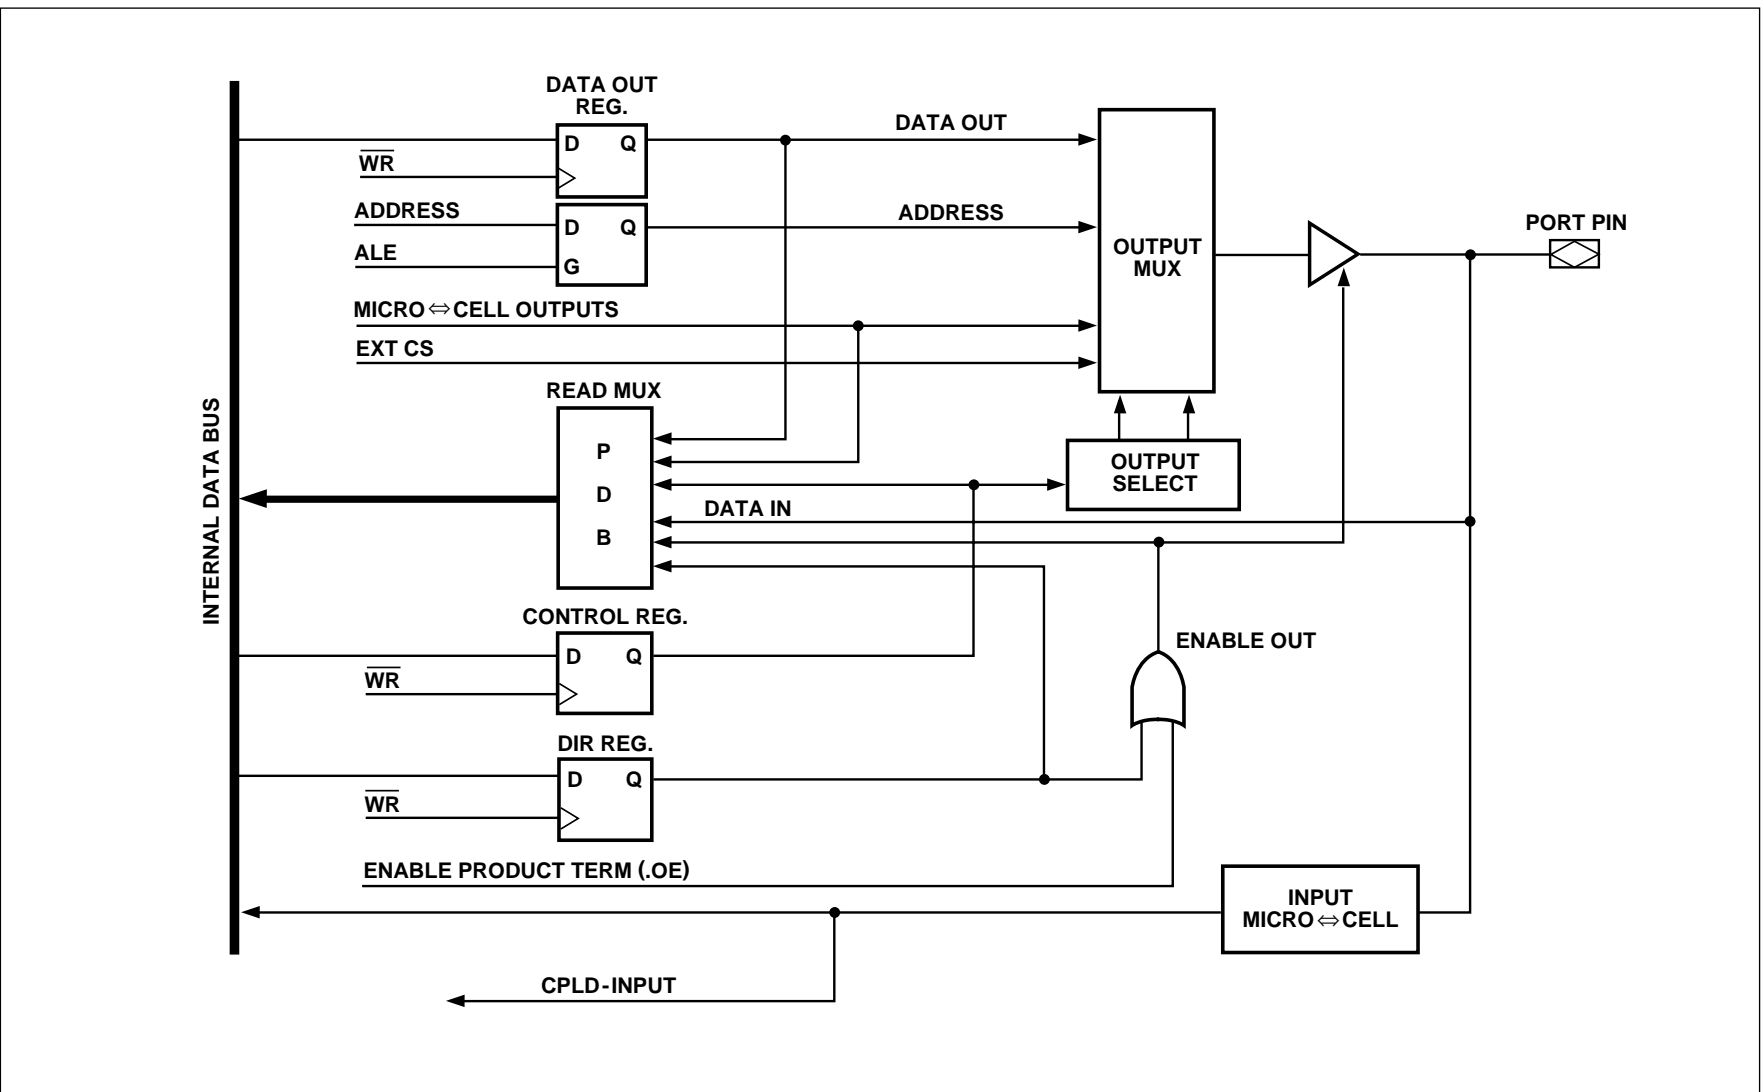 DATA OUT
REG.
D Q
WR
DATA OUT
ADDRESS
D Q
ADDRESS
ALE
G
OUTPUT
MUX
PORT PIN
MICRO⇔CELL OUTPUTS
EXT CS
READ MUX
P
D
B
OUTPUT
SELECT
DATA IN
INTERNAL DATA BUS
CONTROL REG.
D Q
WR
ENABLE OUT
DIR REG.
D Q
WR
ENABLE PRODUCT TERM (.OE)
INPUT
MICRO⇔CELL
CPLD-INPUT